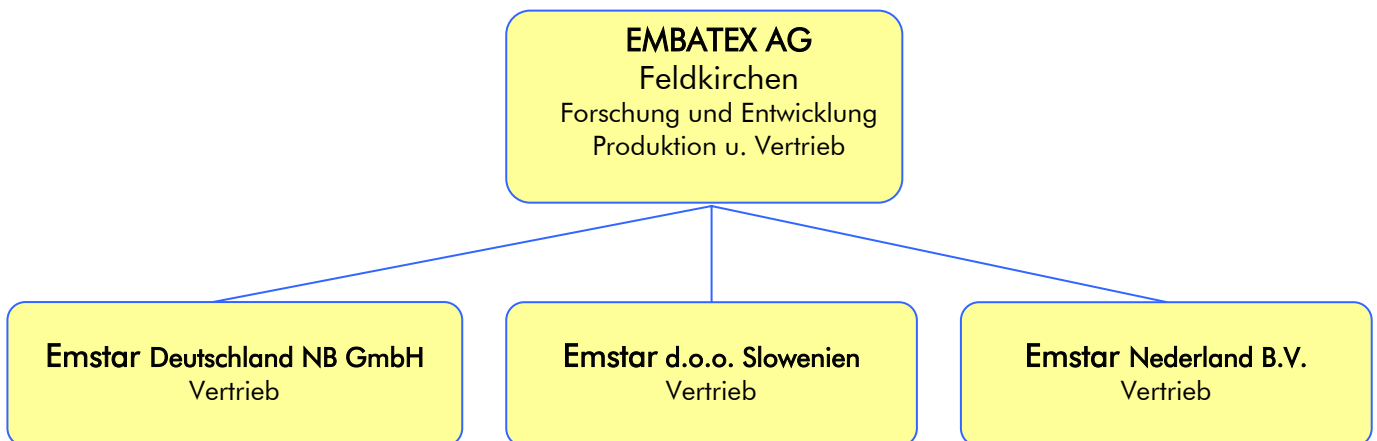 EMBATEX AG
Feldkirchen
Forschung und Entwicklung
Produktion u. Vertrieb
Emstar Deutschland NB GmbH
Vertrieb
Emstar d.o.o. Slowenien
Vertrieb
Emstar Nederland B.V.
Vertrieb